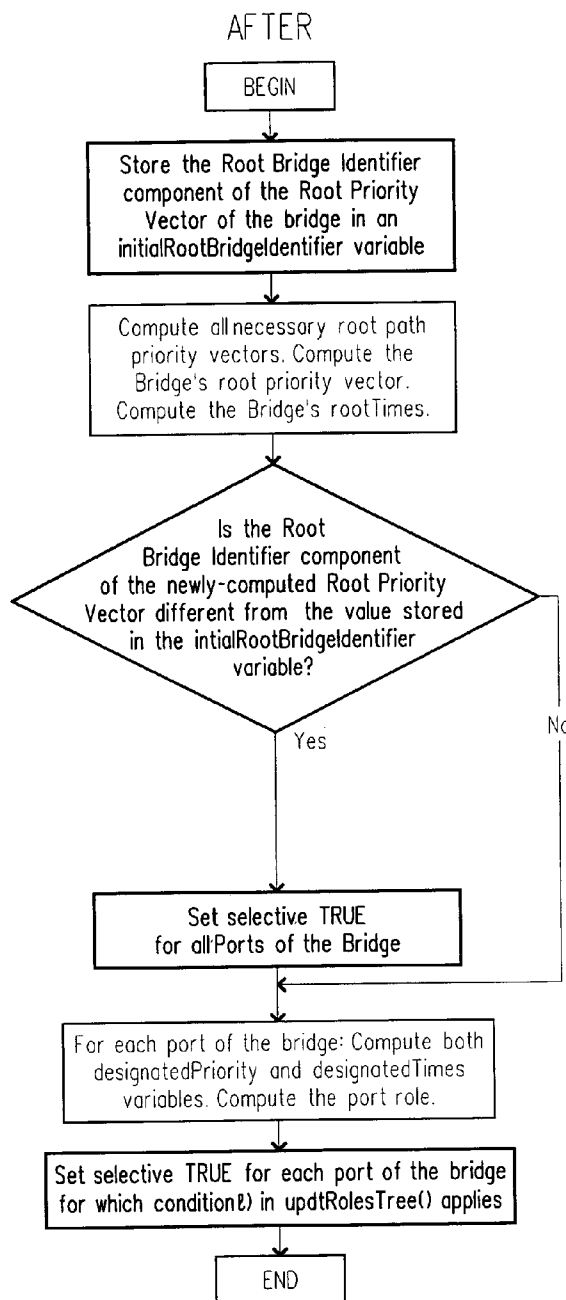 AFTER
BEGIN
Store the Root Bridge Identifier
component of the Root Priority
Vector of the bridge in an
initialRootBridgeIdentifier variable
Compute all necessary root path
priority vectors. Compute the
Bridge's root priority vector.
Compute the Bridge's rootTimes.
Is the Root
Bridge Identifier component
of the newly-computed Root Priority
Vector different from the value stored
in the intialRootBridgeIdentifier
variable?
No
Yes
Set selective TRUE
for all Ports of the Bridge
For each port of the bridge: Compute both
designatedPriority and designatedTimes
variables. Compute the port role.
Set selective TRUE for each port of the bridge
for which condition ℓ) in updtRolesTree() applies
END